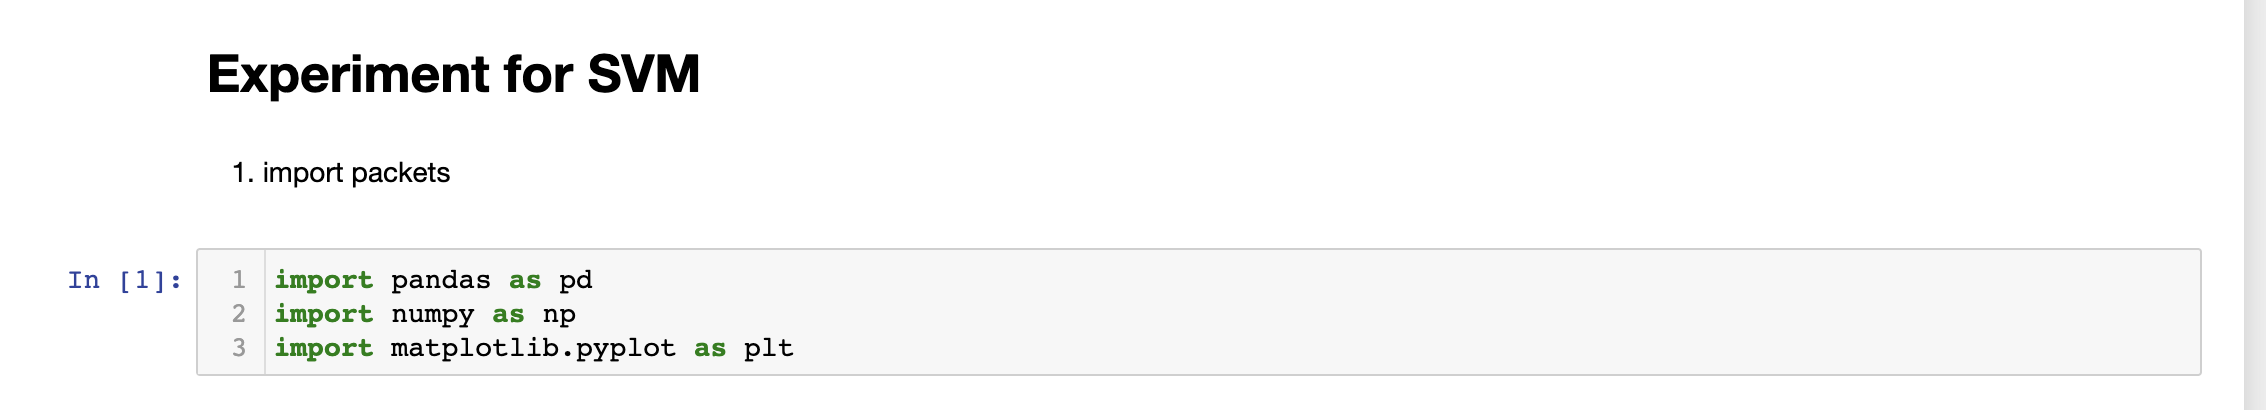 Experiment for SVM
1. import packets
In [1]:
1 import pandas as pd
2 import numpy as np
3 import matplotlib.pyplot as plt